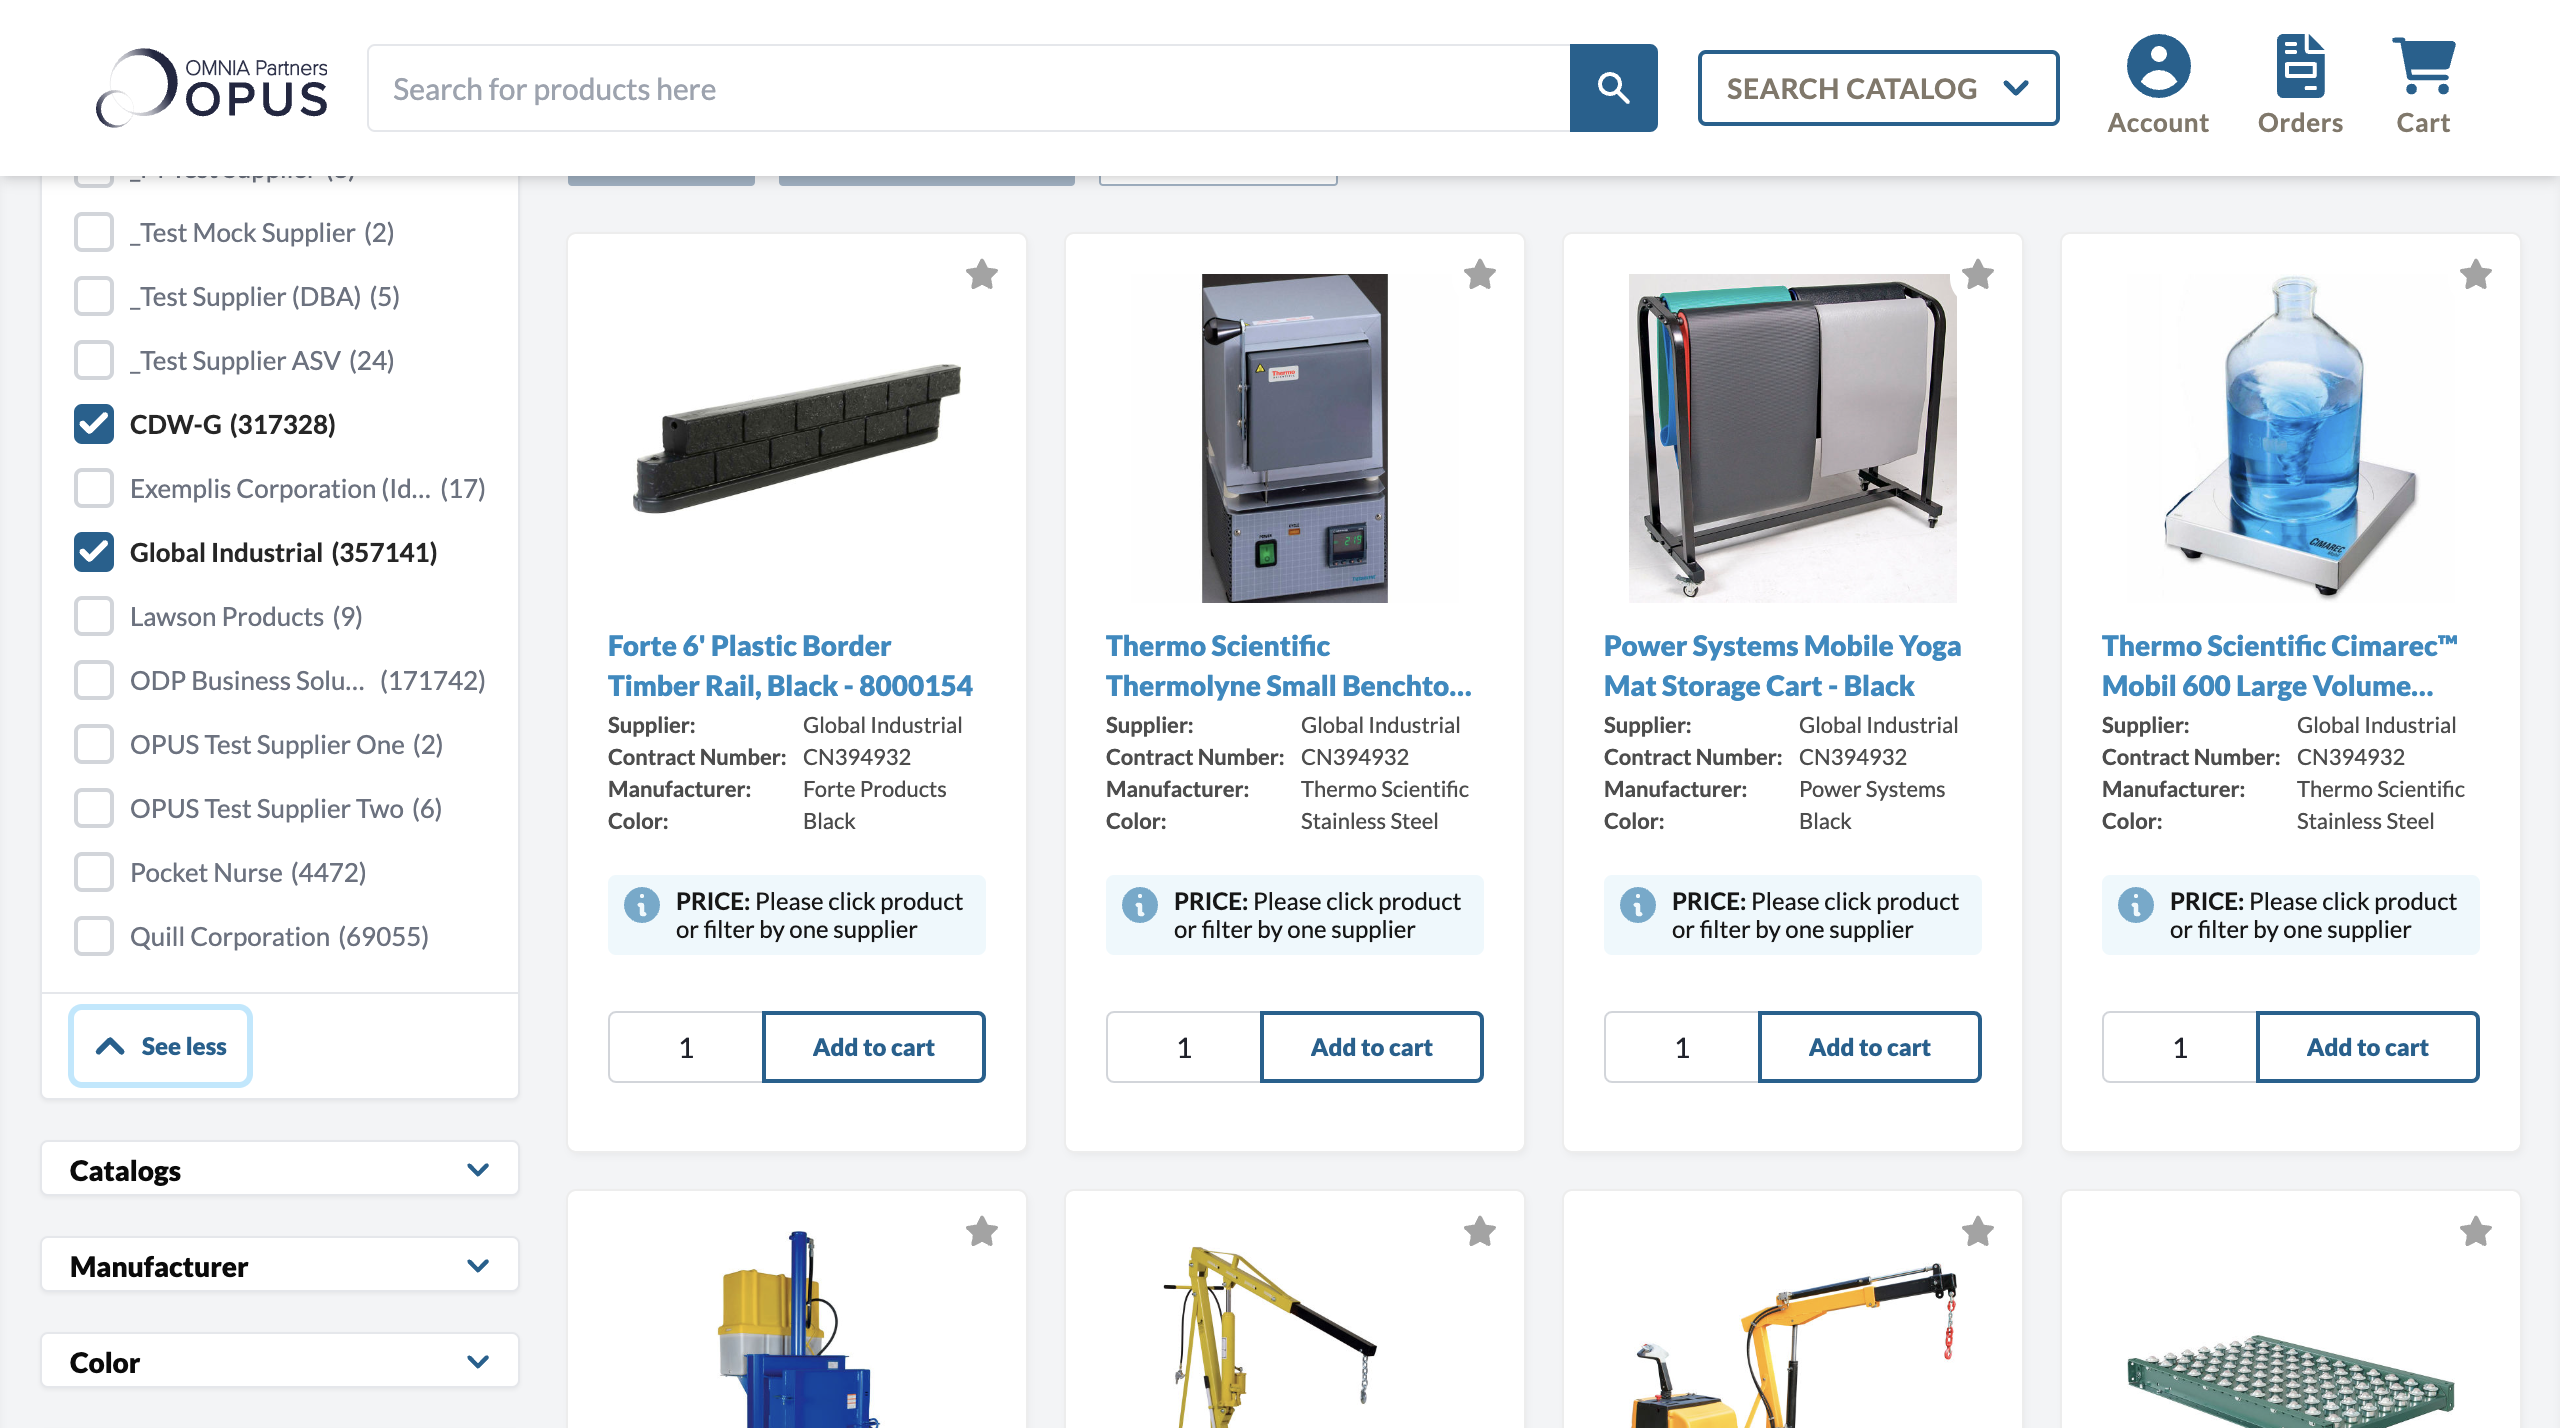 OMNIA Partners
OPUS
Search for products here
SEARCH CATALOG
Account
Orders
Cart
_Test Mock Supplier (2)
_Test Supplier (DBA) (5)
_Test Supplier ASV (24)
CDW-G (317328)
Exemplis Corporation (Id... (17)
Global Industrial (357141)
Lawson Products (9)
ODP Business Solu... (171742)
OPUS Test Supplier One (2)
OPUS Test Supplier Two (6)
Pocket Nurse (4472)
Quill Corporation (69055)
See less
Catalogs
Manufacturer
Color
Forte 6' Plastic Border
Timber Rail, Black - 8000154
Supplier: Global Industrial
Contract Number: CN394932
Manufacturer: Forte Products
Color: Black
PRICE: Please click product
or filter by one supplier
1
Add to cart
Thermo
Thermo Scientific
Thermolyne Small Benchto...
Supplier: Global Industrial
Contract Number: CN394932
Manufacturer: Thermo Scientific
Color: Stainless Steel
PRICE: Please click product
or filter by one supplier
1
Add to cart
Power Systems Mobile Yoga
Mat Storage Cart - Black
Supplier: Global Industrial
Contract Number: CN394932
Manufacturer: Power Systems
Color: Black
PRICE: Please click product
or filter by one supplier
1
Add to cart
CIMAREC
Thermo Scientific Cimarec™
Mobil 600 Large Volume...
Supplier: Global Industrial
Contract Number: CN394932
Manufacturer: Thermo Scientific
Color: Stainless Steel
PRICE: Please click product
or filter by one supplier
1
Add to cart